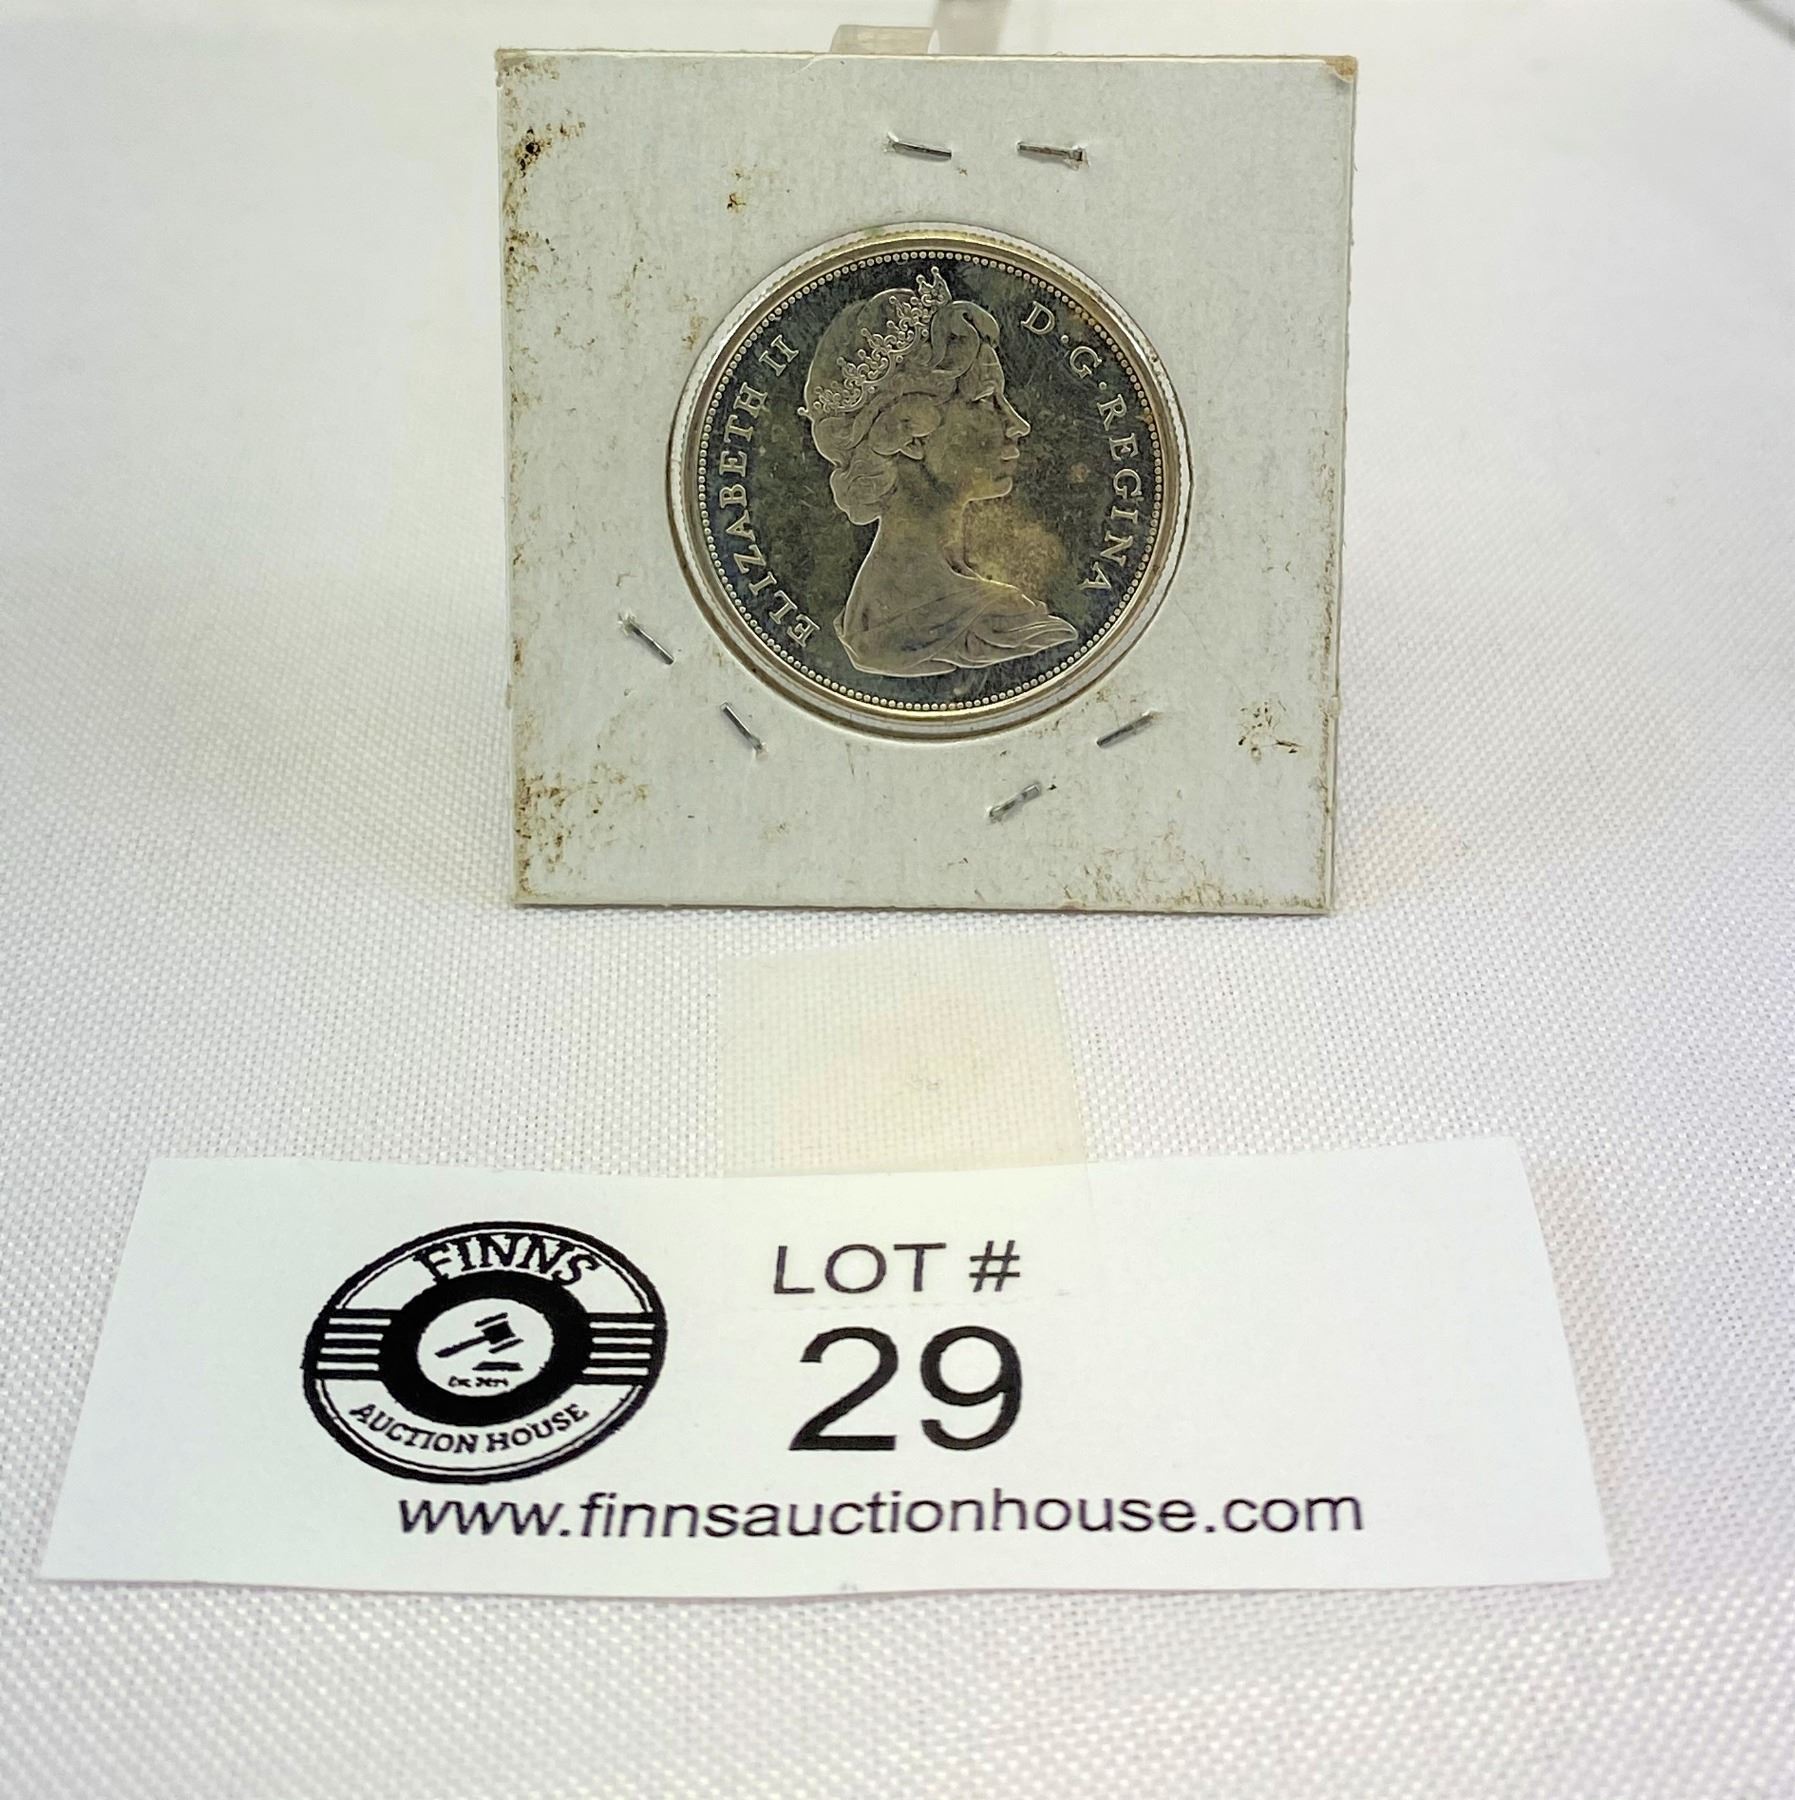 ELIZABETH II D·G·REGINA
FINNS
AUCTION HOUSE
LOT #
29
www.finnsauctionhouse.com